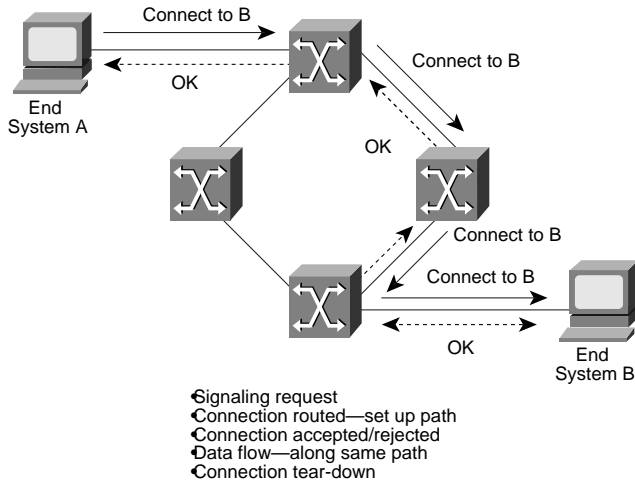 Connect to B
OK
End
System A
Connect to B
OK
Connect to B
Connect to B
OK
End
System B
•Signaling request
•Connection routed—set up path
•Connection accepted/rejected
•Data flow—along same path
•Connection tear-down